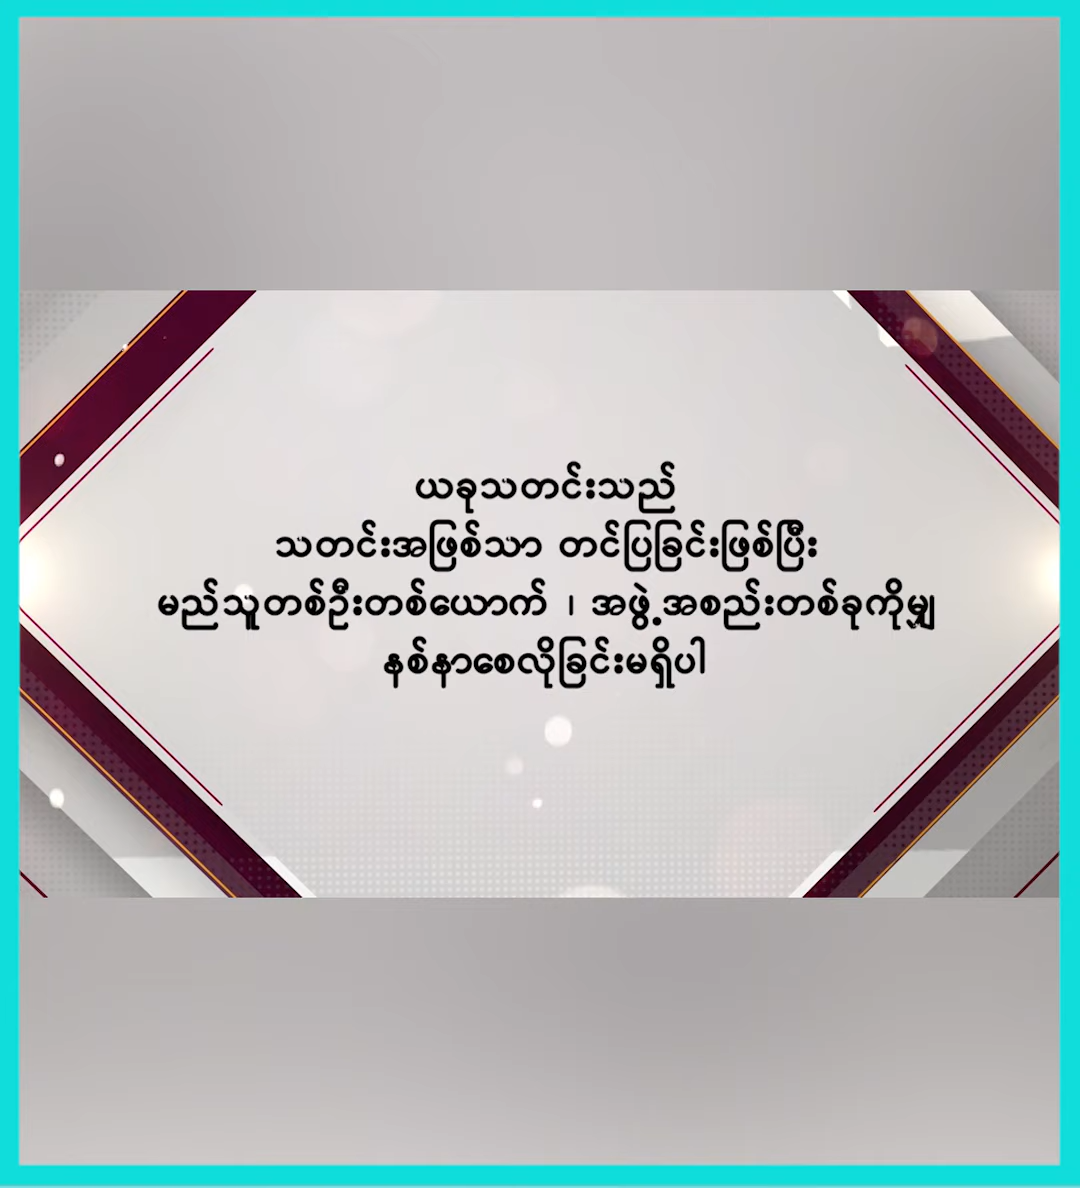 ယခုသတင်းသည်
သတင်းအဖြစ်သာ တင်ပြခြင်းဖြစ်ပြီး
မည်သူတစ်ဦးတစ်ယောက် ၊ အဖွဲ့အစည်းတစ်ခုကိုမျှ
နစ်နာစေလိုခြင်းမရှိပါ